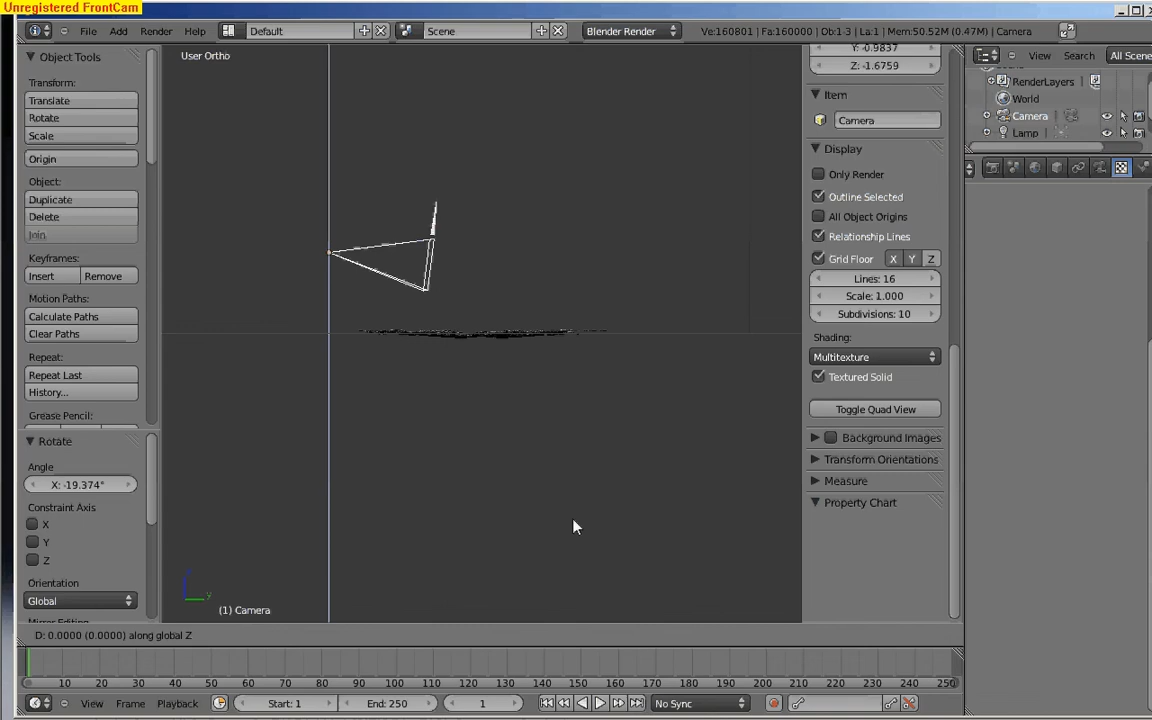 Unregistered FrontCam
File Add Render Help Default Scene Blender Render Ve:160801 | Fa:160000 | Ob:1-3 | La:1 | Mem:50.52M (0.47M) | Camera
Object Tools
Transform:
Translate
Rotate
Scale
Origin
Object:
Duplicate
Delete
Join
Keyframes:
Insert Remove
Motion Paths:
Calculate Paths
Clear Paths
Repeat:
Repeat Last
History...
Grease Pencil:
Rotate
Angle
X: -19.374°
Constraint Axis
X
Y
Z
Orientation
Global
User Ortho
y
(1) Camera
D: 0.0000 (0.0000) along global Z
Y: -0.9837
Z: -1.6759
Item
Camera
Display
Only Render
Outline Selected
All Object Origins
Relationship Lines
Grid Floor X Y Z
Lines: 16
Scale: 1.000
Subdivisions: 10
Shading:
Multitexture
Textured Solid
Toggle Quad View
Background Images
Transform Orientations
Measure
Property Chart
View Search All Scene
RenderLayers
World
Camera
Lamp
10 20 30 40 50 60 70 80 90 100 110 120 130 140 150 160 170 180 190 200 210 220 230 240 250
View Frame Playback Start: 1 End: 250 1 No Sync